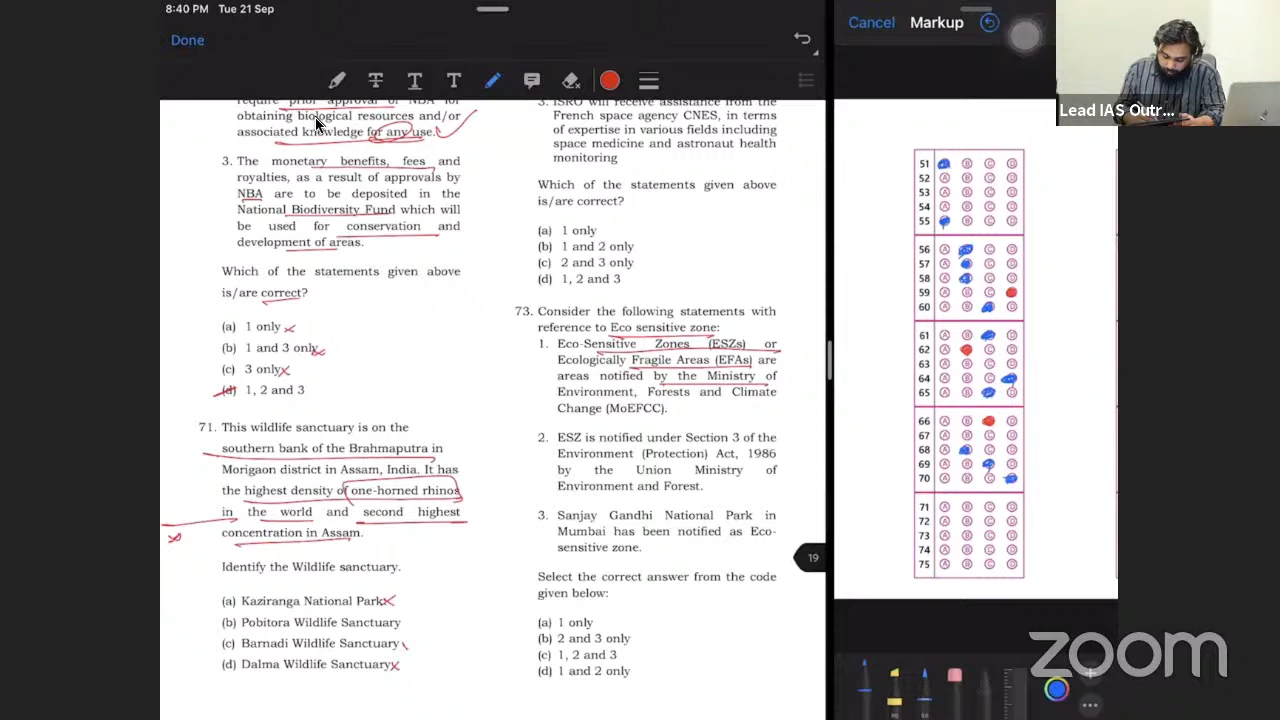 8:40 PM Tue 21 Sep
Done
require prior approval of NBA for
obtaining biological resources and/or
associated knowledge for any use.
3. The monetary benefits, fees and
royalties, as a result of approvals by
NBA are to be deposited in the
National Biodiversity Fund which will
be used for conservation and
development of areas.
Which of the statements given above
is/are correct?
(a) 1 only
(b) 1 and 3 only
(c) 3 only
(d) 1, 2 and 3
71. This wildlife sanctuary is on the
southern bank of the Brahmaputra in
Morigaon district in Assam, India. It has
the highest density of one-horned rhinos
in the world and second highest
concentration in Assam.
Identify the Wildlife sanctuary.
(a) Kaziranga National Park
(b) Pobitora Wildlife Sanctuary
(c) Barnadi Wildlife Sanctuary
(d) Dalma Wildlife Sanctuary
3. ISRO will receive assistance from the
French space agency CNES, in terms
of expertise in various fields including
space medicine and astronaut health
monitoring
Which of the statements given above
is/are correct?
(a) 1 only
(b) 1 and 2 only
(c) 2 and 3 only
(d) 1, 2 and 3
73. Consider the following statements with
reference to Eco sensitive zone:
1. Eco-Sensitive Zones (ESZs) or
Ecologically Fragile Areas (EFAs) are
areas notified by the Ministry of
Environment, Forests and Climate
Change (MoEFCC).
2. ESZ is notified under Section 3 of the
Environment (Protection) Act, 1986
by the Union Ministry of
Environment and Forest.
3. Sanjay Gandhi National Park in
Mumbai has been notified as Eco-
sensitive zone.
Select the correct answer from the code
given below:
(a) 1 only
(b) 2 and 3 only
(c) 1, 2 and 3
(d) 1 and 2 only
19
Cancel Markup
Lead IAS Outr...
51 B C D
52 A B C D
53 A B C D
54 A B C D
55 B C D
56 A C D
57 A C D
58 A C D
59 A B C
60 A B D
61 A B D
62 A C D
63 A B C D
64 A B C
65 A B D
66 A B D
67 A B C D
68 A C D
69 A B D
70 A B C
71 A B C D
72 A B C D
73 A B C D
74 A B C D
75 A B C D
zoom